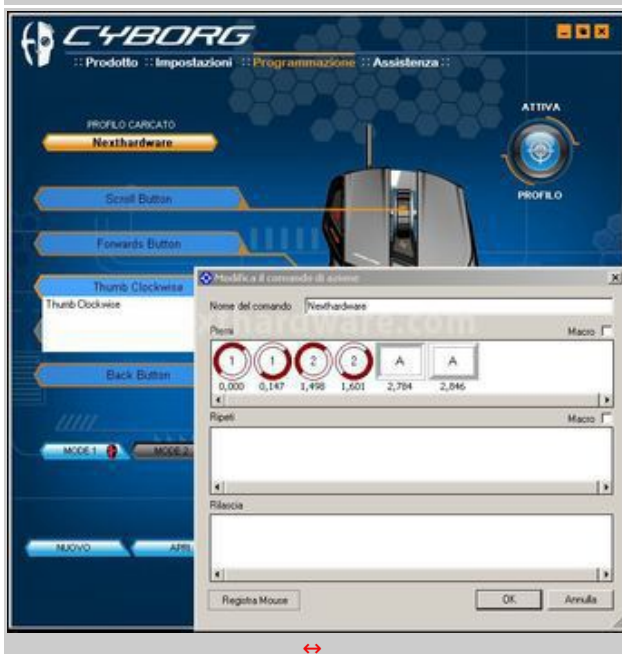 CYBORG
:: Prodotto :: Impostazioni :: Programmazione :: Assistenza ::
ATTIVA
PROFILO
PROFILO CARICATO
Nexthardware
Scroll Button
Forwards Button
Thumb Clockwise
Thumb Clockwise
Back Button
MODE 1
MODE 2
NUOVO
APRI
Modifica il comando di azione
Nome del comando Nexthardware
Premi Macro
1 1 2 2 A A
0,000 0,147 1,498 1,601 2,784 2,846
Ripeti Macro
Rilascia
Registra Mouse OK Annulla